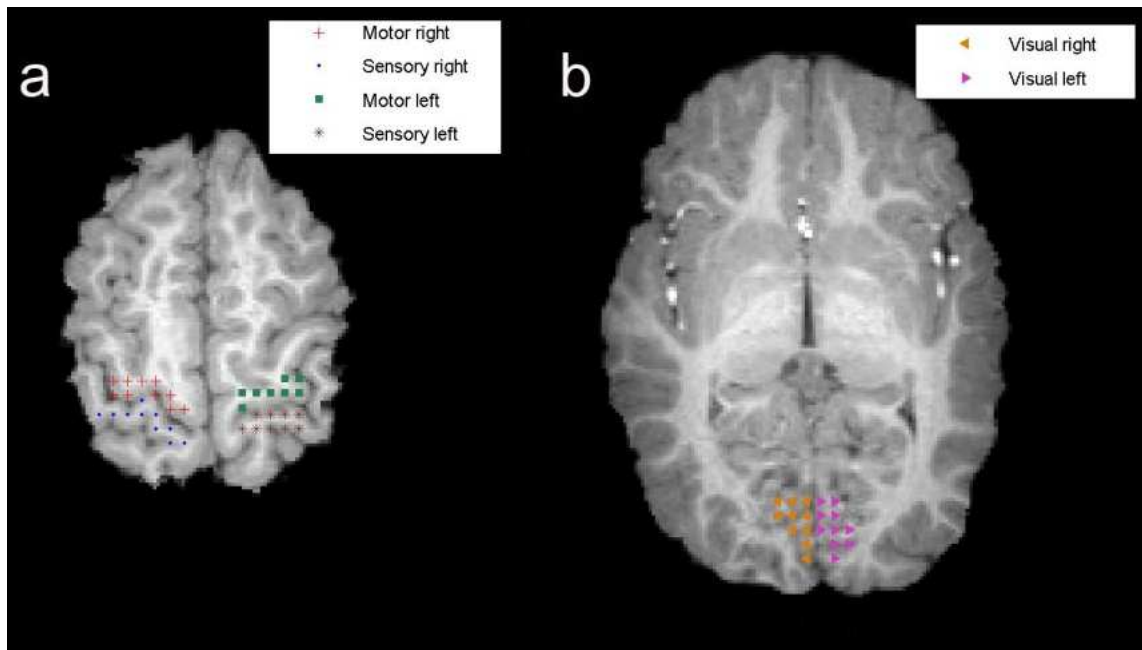 a
Motor right
Sensory right
Motor left
Sensory left
b
Visual right
Visual left